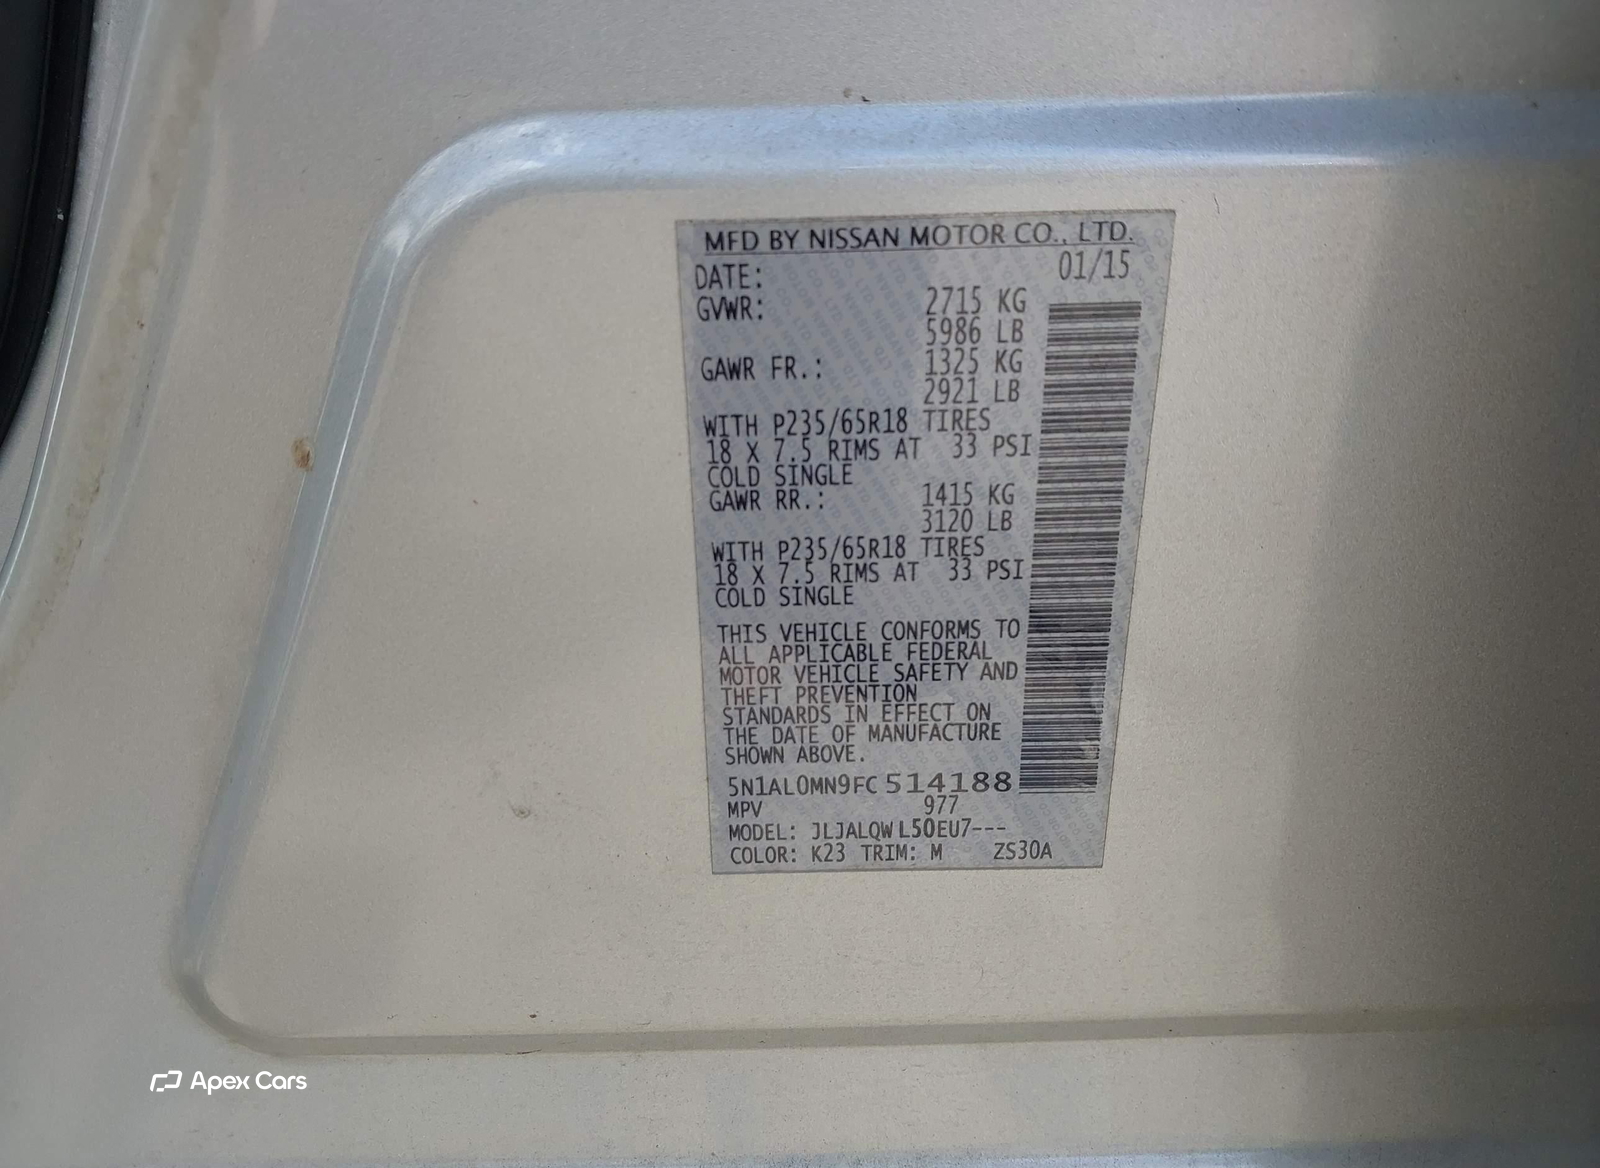 MFD BY NISSAN MOTOR CO., LTD.
DATE: 01/15
GVWR: 2715 KG
5986 LB
GAWR FR.: 1325 KG
2921 LB
WITH P235/65R18 TIRES
18 X 7.5 RIMS AT 33 PSI
COLD SINGLE
GAWR RR.: 1415 KG
3120 LB
WITH P235/65R18 TIRES
18 X 7.5 RIMS AT 33 PSI
COLD SINGLE
THIS VEHICLE CONFORMS TO
ALL APPLICABLE FEDERAL
MOTOR VEHICLE SAFETY AND
THEFT PREVENTION
STANDARDS IN EFFECT ON
THE DATE OF MANUFACTURE
SHOWN ABOVE.
5N1AL0MN9FC514188
MPV 977
MODEL: JLJALQWL50EU7---
COLOR: K23 TRIM: M ZS30A
Apex Cars